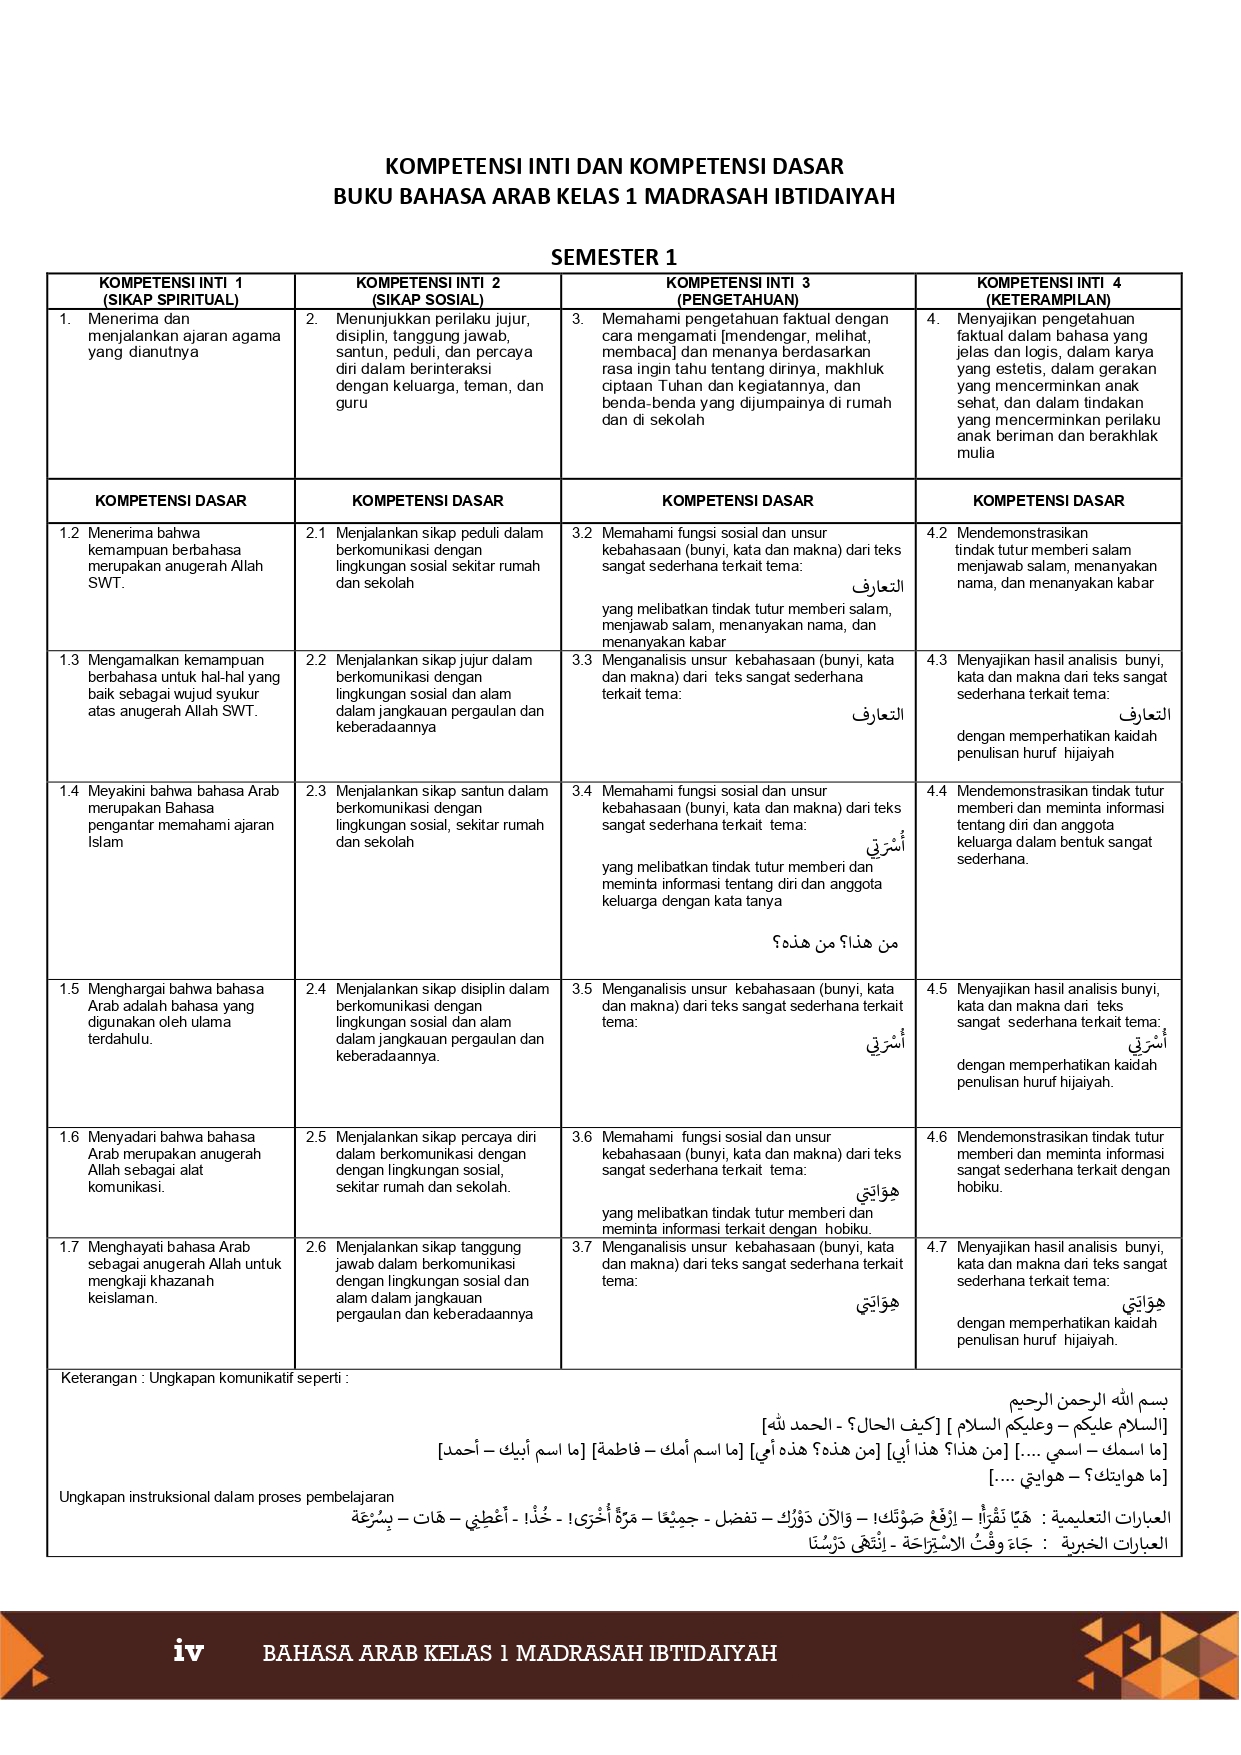 KOMPETENSI INTI DAN KOMPETENSI DASAR
BUKU BAHASA ARAB KELAS 1 MADRASAH IBTIDAIYAH
SEMESTER 1
KOMPETENSI INTI 1
(SIKAP SPIRITUAL)
KOMPETENSI INTI 2
(SIKAP SOSIAL)
KOMPETENSI INTI 3
(PENGETAHUAN)
KOMPETENSI INTI 4
(KETERAMPILAN)
1. Menerima dan
menjalankan ajaran agama
yang dianutnya
2. Menunjukkan perilaku jujur,
disiplin, tanggung jawab,
santun, peduli, dan percaya
diri dalam berinteraksi
dengan keluarga, teman, dan
guru
3. Memahami pengetahuan faktual dengan
cara mengamati [mendengar, melihat,
membaca] dan menanya berdasarkan
rasa ingin tahu tentang dirinya, makhluk
ciptaan Tuhan dan kegiatannya, dan
benda-benda yang dijumpainya di rumah
dan di sekolah
4. Menyajikan pengetahuan
faktual dalam bahasa yang
jelas dan logis, dalam karya
yang estetis, dalam gerakan
yang mencerminkan anak
sehat, dan dalam tindakan
yang mencerminkan perilaku
anak beriman dan berakhlak
mulia
KOMPETENSI DASAR
KOMPETENSI DASAR
KOMPETENSI DASAR
KOMPETENSI DASAR
1.2 Menerima bahwa
kemampuan berbahasa
merupakan anugerah Allah
SWT.
2.1 Menjalankan sikap peduli dalam
berkomunikasi dengan
lingkungan sosial sekitar rumah
dan sekolah
3.2 Memahami fungsi sosial dan unsur
kebahasaan (bunyi, kata dan makna) dari teks
sangat sederhana terkait tema:
التعارف
yang melibatkan tindak tutur memberi salam,
menjawab salam, menanyakan nama, dan
menanyakan kabar
4.2 Mendemonstrasikan
tindak tutur memberi salam
menjawab salam, menanyakan
nama, dan menanyakan kabar
1.3 Mengamalkan kemampuan
berbahasa untuk hal-hal yang
baik sebagai wujud syukur
atas anugerah Allah SWT.
2.2 Menjalankan sikap jujur dalam
berkomunikasi dengan
lingkungan sosial dan alam
dalam jangkauan pergaulan dan
keberadaannya
3.3 Menganalisis unsur kebahasaan (bunyi, kata
dan makna) dari teks sangat sederhana
terkait tema:
التعارف
4.3 Menyajikan hasil analisis bunyi,
kata dan makna dari teks sangat
sederhana terkait tema:
التعارف
dengan memperhatikan kaidah
penulisan huruf hijaiyah
1.4 Meyakini bahwa bahasa Arab
merupakan Bahasa
pengantar memahami ajaran
Islam
2.3 Menjalankan sikap santun dalam
berkomunikasi dengan
lingkungan sosial, sekitar rumah
dan sekolah
3.4 Memahami fungsi sosial dan unsur
kebahasaan (bunyi, kata dan makna) dari teks
sangat sederhana terkait tema:
أُسْرَتِي
yang melibatkan tindak tutur memberi dan
meminta informasi tentang diri dan anggota
keluarga dengan kata tanya
من هذا؟ من هذه؟
4.4 Mendemonstrasikan tindak tutur
memberi dan meminta informasi
tentang diri dan anggota
keluarga dalam bentuk sangat
sederhana.
1.5 Menghargai bahwa bahasa
Arab adalah bahasa yang
digunakan oleh ulama
terdahulu.
2.4 Menjalankan sikap disiplin dalam
berkomunikasi dengan
lingkungan sosial dan alam
dalam jangkauan pergaulan dan
keberadaannya.
3.5 Menganalisis unsur kebahasaan (bunyi, kata
dan makna) dari teks sangat sederhana terkait
tema:
أُسْرَتِي
4.5 Menyajikan hasil analisis bunyi,
kata dan makna dari teks
sangat sederhana terkait tema:
أُسْرَتِي
dengan memperhatikan kaidah
penulisan huruf hijaiyah.
1.6 Menyadari bahwa bahasa
Arab merupakan anugerah
Allah sebagai alat
komunikasi.
2.5 Menjalankan sikap percaya diri
dalam berkomunikasi dengan
dengan lingkungan sosial,
sekitar rumah dan sekolah.
3.6 Memahami fungsi sosial dan unsur
kebahasaan (bunyi, kata dan makna) dari teks
sangat sederhana terkait tema:
هِوَايَتِي
yang melibatkan tindak tutur memberi dan
meminta informasi terkait dengan hobiku.
4.6 Mendemonstrasikan tindak tutur
memberi dan meminta informasi
sangat sederhana terkait dengan
hobiku.
1.7 Menghayati bahasa Arab
sebagai anugerah Allah untuk
mengkaji khazanah
keislaman.
2.6 Menjalankan sikap tanggung
jawab dalam berkomunikasi
dengan lingkungan sosial dan
alam dalam jangkauan
pergaulan dan keberadaannya
3.7 Menganalisis unsur kebahasaan (bunyi, kata
dan makna) dari teks sangat sederhana terkait
tema:
هِوَايَتِي
4.7 Menyajikan hasil analisis bunyi,
kata dan makna dari teks sangat
sederhana terkait tema:
هِوَايَتِي
dengan memperhatikan kaidah
penulisan huruf hijaiyah.
Keterangan : Ungkapan komunikatif seperti :
بسم الله الرحمن الرحيم
[السلام عليكم – وعليكم السلام ] [كيف الحال؟ - الحمد لله]
[ما اسمك – اسمي ....] [من هذا؟ هذا أبي] [من هذه؟ هذه أمي] [ما اسم أمك – فاطمة] [ما اسم أبيك – أحمد]
[ما هوايتك؟ – هوايتي ....]
Ungkapan instruksional dalam proses pembelajaran
العبارات التعليمية : هَيَّا نَقْرَأْ! – اِرْفَعْ صَوْتَك! – وَالآن دَوْرُك – تفضل - جمِيْعًا – مَرّةً أُخْرَى! - خُذْ! - أَعْطِنِي – هَات – بِسُرْعَة
العبارات الخبرية : جَاءَ وقْتُ الاسْتِرَاحَة - اِنْتَهَى دَرْسُنَا
iv BAHASA ARAB KELAS 1 MADRASAH IBTIDAIYAH